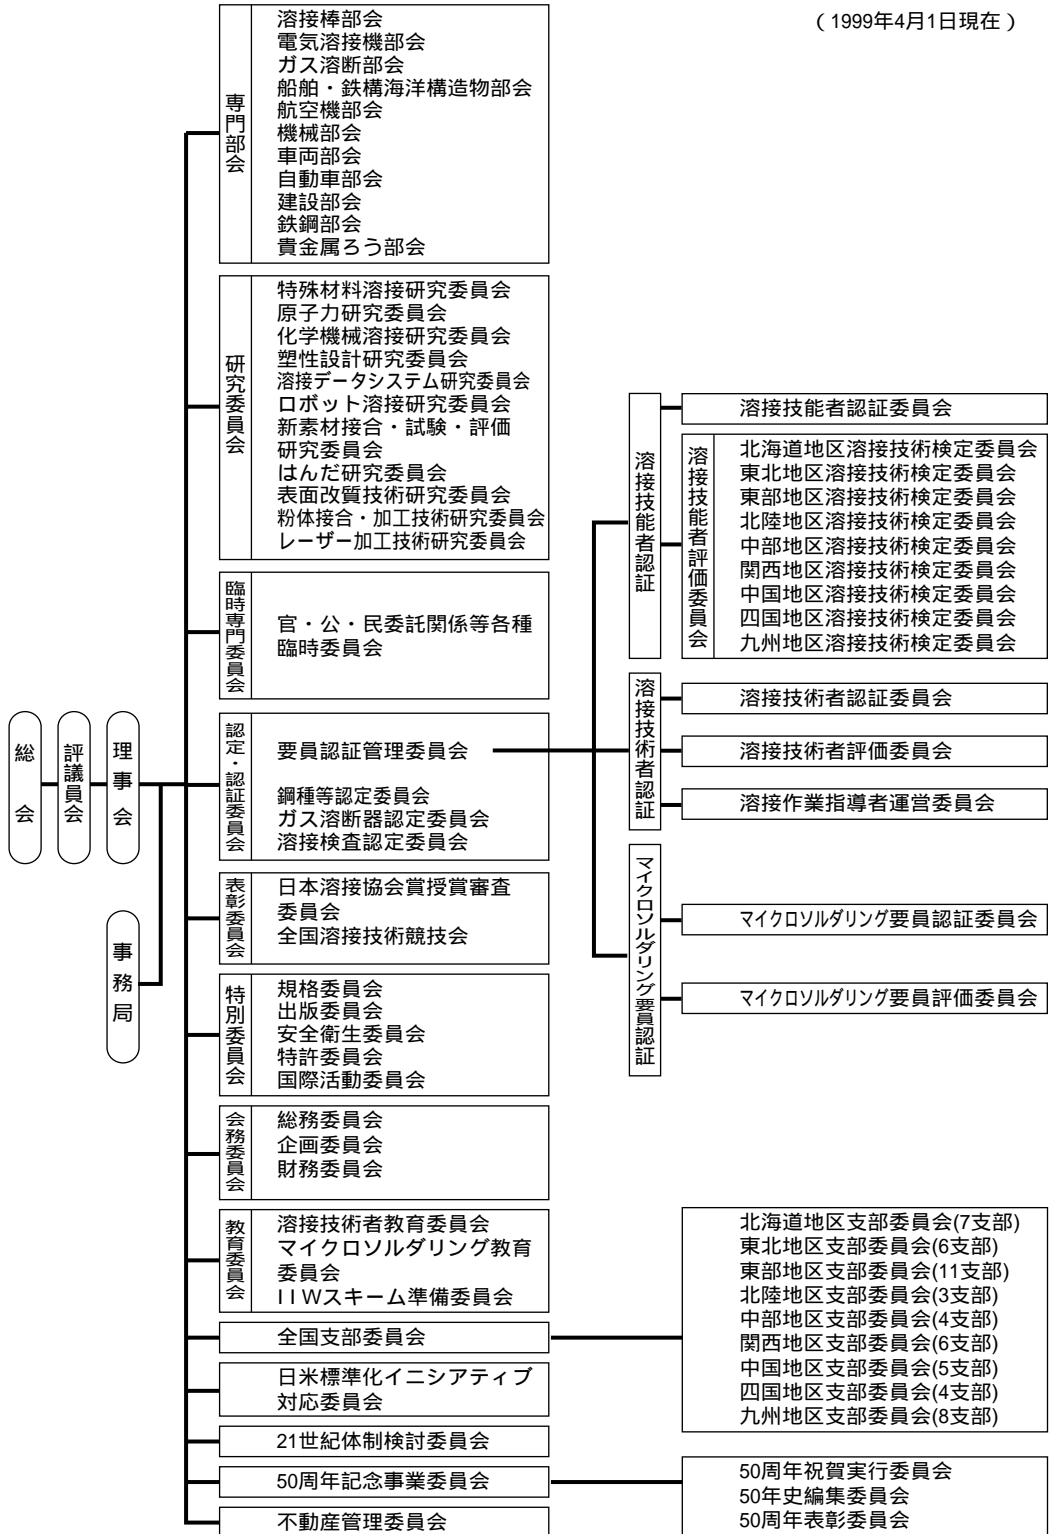 （1999年4月1日現在）
総会
評議員会
理事会
事務局
専門部会
溶接棒部会
電気溶接機部会
ガス溶断部会
船舶・鉄構海洋構造物部会
航空機部会
機械部会
車両部会
自動車部会
建設部会
鉄鋼部会
貴金属ろう部会
研究委員会
特殊材料溶接研究委員会
原子力研究委員会
化学機械溶接研究委員会
塑性設計研究委員会
溶接データシステム研究委員会
ロボット溶接研究委員会
新素材接合・試験・評価
研究委員会
はんだ研究委員会
表面改質技術研究委員会
粉体接合・加工技術研究委員会
レーザー加工技術研究委員会
臨時専門委員会
官・公・民委託関係等各種
臨時委員会
認定・認証委員会
要員認証管理委員会
鋼種等認定委員会
ガス溶断器認定委員会
溶接検査認定委員会
溶接技能者認証
溶接技能者認証委員会
溶接技能者評価委員会
北海道地区溶接技術検定委員会
東北地区溶接技術検定委員会
東部地区溶接技術検定委員会
北陸地区溶接技術検定委員会
中部地区溶接技術検定委員会
関西地区溶接技術検定委員会
中国地区溶接技術検定委員会
四国地区溶接技術検定委員会
九州地区溶接技術検定委員会
溶接技術者認証
溶接技術者認証委員会
溶接技術者評価委員会
溶接作業指導者運営委員会
マイクロソルダリング要員認証
マイクロソルダリング要員認証委員会
マイクロソルダリング要員評価委員会
表彰委員会
日本溶接協会賞授賞審査
委員会
全国溶接技術競技会
特別委員会
規格委員会
出版委員会
安全衛生委員会
特許委員会
国際活動委員会
会務委員会
総務委員会
企画委員会
財務委員会
教育委員会
溶接技術者教育委員会
マイクロソルダリング教育
委員会
IIWスキーム準備委員会
全国支部委員会
北海道地区支部委員会(7支部)
東北地区支部委員会(6支部)
東部地区支部委員会(11支部)
北陸地区支部委員会(3支部)
中部地区支部委員会(4支部)
関西地区支部委員会(6支部)
中国地区支部委員会(5支部)
四国地区支部委員会(4支部)
九州地区支部委員会(8支部)
日米標準化イニシアティブ
対応委員会
21世紀体制検討委員会
50周年記念事業委員会
50周年祝賀実行委員会
50年史編集委員会
50周年表彰委員会
不動産管理委員会